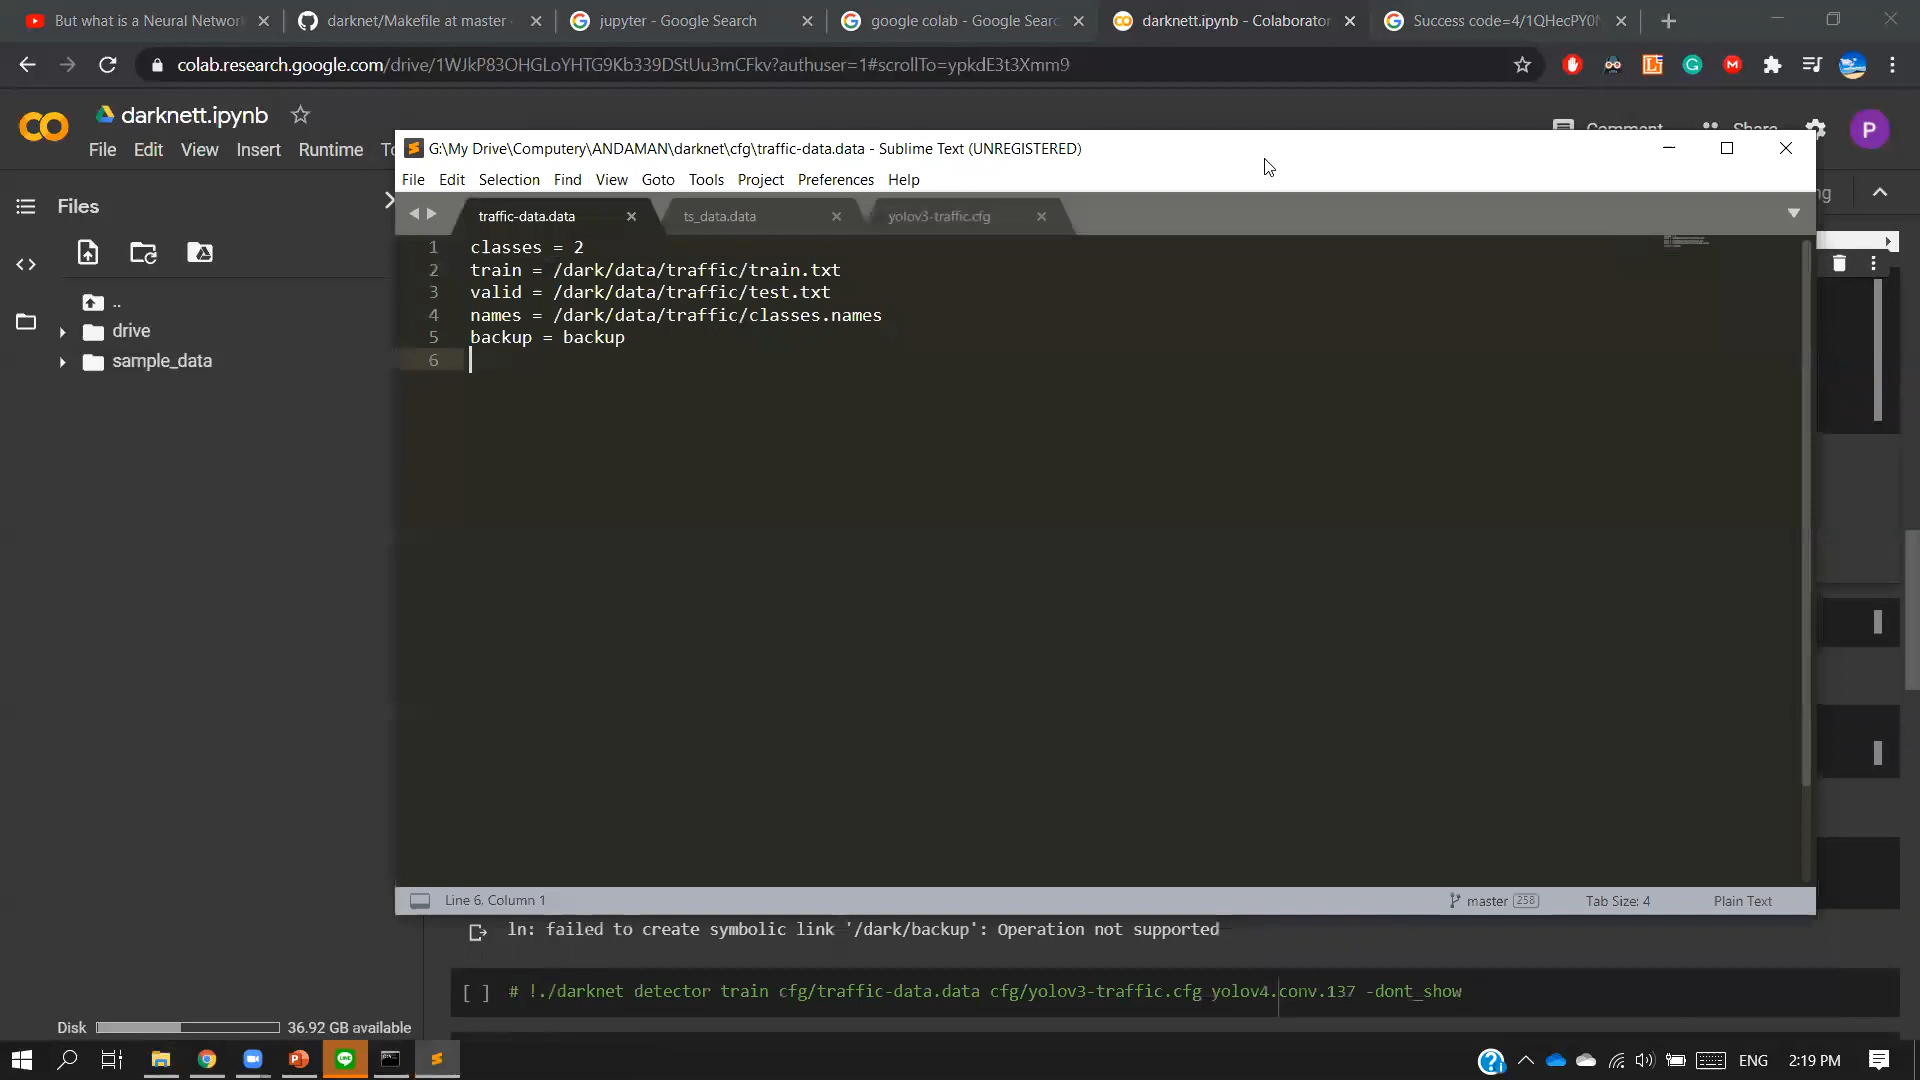 But what is a Neural Networ
darknet/Makefile at master
jupyter - Google Search
google colab - Google Searc
darknett.ipynb - Colaborator
Success code=4/1QHecPY0
colab.research.google.com/drive/1WJkP83OHGLoYHTG9Kb339DStUu3mCFkv?authuser=1#scrollTo=ypkdE3t3Xmm9
darknett.ipynb
Comment
Share
P
File Edit View Insert Runtime To
G:\My Drive\Computery\ANDAMAN\darknet\cfg\traffic-data.data - Sublime Text (UNREGISTERED)
File Edit Selection Find View Goto Tools Project Preferences Help
Files
traffic-data.data
ts_data.data
yolov3-traffic.cfg
1 classes = 2
2 train = /dark/data/traffic/train.txt
3 valid = /dark/data/traffic/test.txt
4 names = /dark/data/traffic/classes.names
5 backup = backup
6
..
drive
sample_data
Line 6, Column 1
master 258
Tab Size: 4
Plain Text
ln: failed to create symbolic link '/dark/backup': Operation not supported
[ ] # !./darknet detector train cfg/traffic-data.data cfg/yolov3-traffic.cfg yolov4.conv.137 -dont_show
Disk 36.92 GB available
ENG
2:19 PM